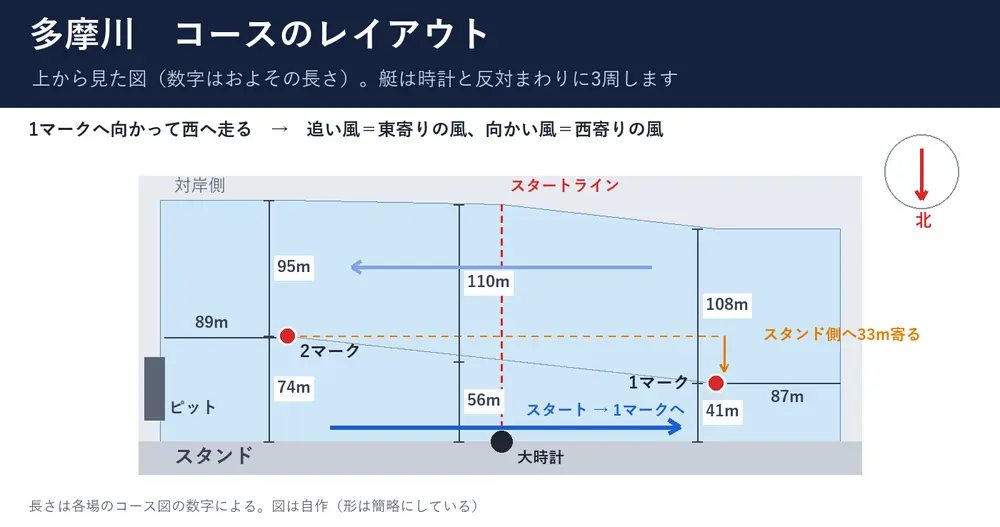 多摩川　コースのレイアウト
上から見た図（数字はおよその長さ）。艇は時計と反対まわりに3周します
1マークへ向かって西へ走る　→　追い風＝東寄りの風、向かい風＝西寄りの風
対岸側
スタートライン
北
95m
110m
108m
89m
スタンド側へ33m寄る
2マーク
1マーク
74m
87m
56m
スタート → 1マークへ
41m
ピット
スタンド
大時計
長さは各場のコース図の数字による。図は自作（形は簡略にしている）